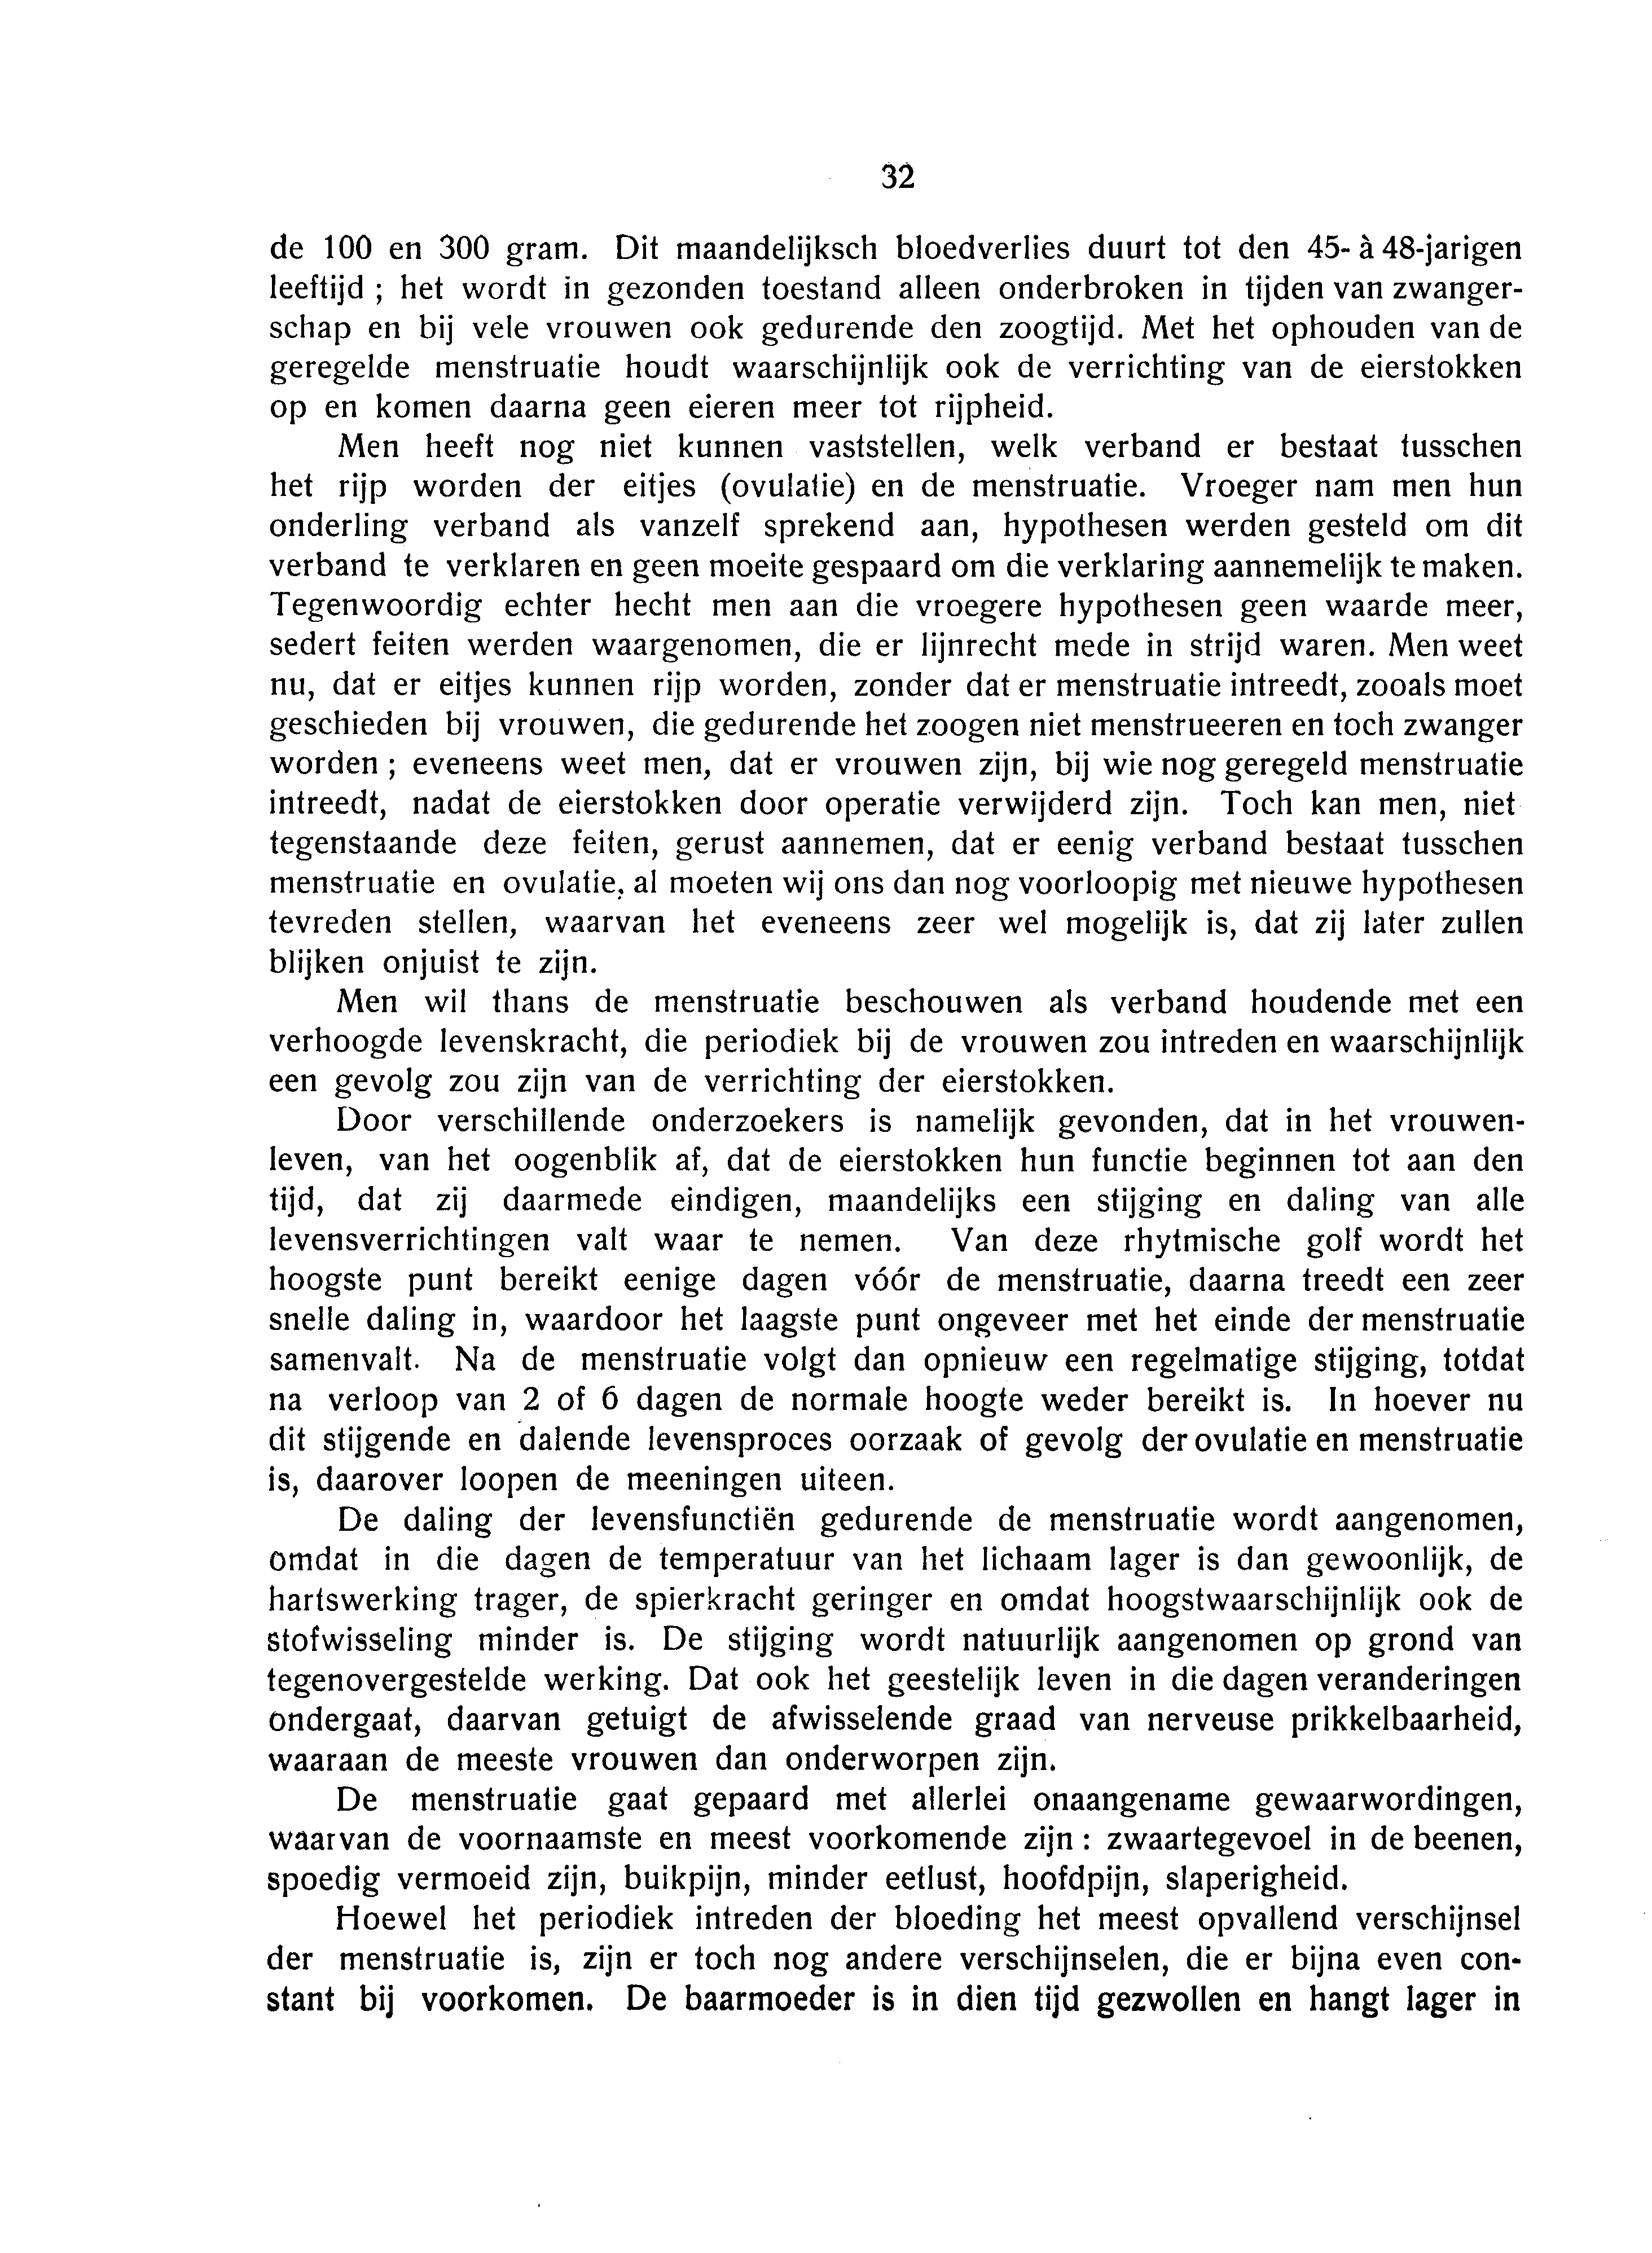 32
de 100 en 300 gram. Dit maandelijksch bloedverlies duurt tot den 45- à 48-jarigen
leeftijd ; het wordt in gezonden toestand alleen onderbroken in tijden van zwanger-
schap en bij vele vrouwen ook gedurende den zoogtijd. Met het ophouden van de
geregelde menstruatie houdt waarschijnlijk ook de verrichting van de eierstokken
op en komen daarna geen eieren meer tot rijpheid.
Men heeft nog niet kunnen vaststellen, welk verband er bestaat tusschen
het rijp worden der eitjes (ovulatie) en de menstruatie. Vroeger nam men hun
onderling verband als vanzelf sprekend aan, hypothesen werden gesteld om dit
verband te verklaren en geen moeite gespaard om die verklaring aannemelijk te maken.
Tegenwoordig echter hecht men aan die vroegere hypothesen geen waarde meer,
sedert feiten werden waargenomen, die er lijnrecht mede in strijd waren. Men weet
nu, dat er eitjes kunnen rijp worden, zonder dat er menstruatie intreedt, zooals moet
geschieden bij vrouwen, die gedurende het zoogen niet menstrueeren en toch zwanger
worden ; eveneens weet men, dat er vrouwen zijn, bij wie nog geregeld menstruatie
intreedt, nadat de eierstokken door operatie verwijderd zijn. Toch kan men, niet
tegenstaande deze feiten, gerust aannemen, dat er eenig verband bestaat tusschen
menstruatie en ovulatie, al moeten wij ons dan nog voorloopig met nieuwe hypothesen
tevreden stellen, waarvan het eveneens zeer wel mogelijk is, dat zij later zullen
blijken onjuist te zijn.
Men wil thans de menstruatie beschouwen als verband houdende met een
verhoogde levenskracht, die periodiek bij de vrouwen zou intreden en waarschijnlijk
een gevolg zou zijn van de verrichting der eierstokken.
Door verschillende onderzoekers is namelijk gevonden, dat in het vrouwen-
leven, van het oogenblik af, dat de eierstokken hun functie beginnen tot aan den
tijd, dat zij daarmede eindigen, maandelijks een stijging en daling van alle
levensverrichtingen valt waar te nemen. Van deze rhytmische golf wordt het
hoogste punt bereikt eenige dagen vóór de menstruatie, daarna treedt een zeer
snelle daling in, waardoor het laagste punt ongeveer met het einde der menstruatie
samenvalt. Na de menstruatie volgt dan opnieuw een regelmatige stijging, totdat
na verloop van 2 of 6 dagen de normale hoogte weder bereikt is. In hoever nu
dit stijgende en dalende levensproces oorzaak of gevolg der ovulatie en menstruatie
is, daarover loopen de meeningen uiteen.
De daling der levensfunctiën gedurende de menstruatie wordt aangenomen,
omdat in die dagen de temperatuur van het lichaam lager is dan gewoonlijk, de
hartswerking trager, de spierkracht geringer en omdat hoogstwaarschijnlijk ook de
stofwisseling minder is. De stijging wordt natuurlijk aangenomen op grond van
tegenovergestelde werking. Dat ook het geestelijk leven in die dagen veranderingen
ondergaat, daarvan getuigt de afwisselende graad van nerveuse prikkelbaarheid,
waaraan de meeste vrouwen dan onderworpen zijn.
De menstruatie gaat gepaard met allerlei onaangename gewaarwordingen,
waarvan de voornaamste en meest voorkomende zijn : zwaartegevoel in de beenen,
spoedig vermoeid zijn, buikpijn, minder eetlust, hoofdpijn, slaperigheid.
Hoewel het periodiek intreden der bloeding het meest opvallend verschijnsel
der menstruatie is, zijn er toch nog andere verschijnselen, die er bijna even con-
stant bij voorkomen. De baarmoeder is in dien tijd gezwollen en hangt lager in